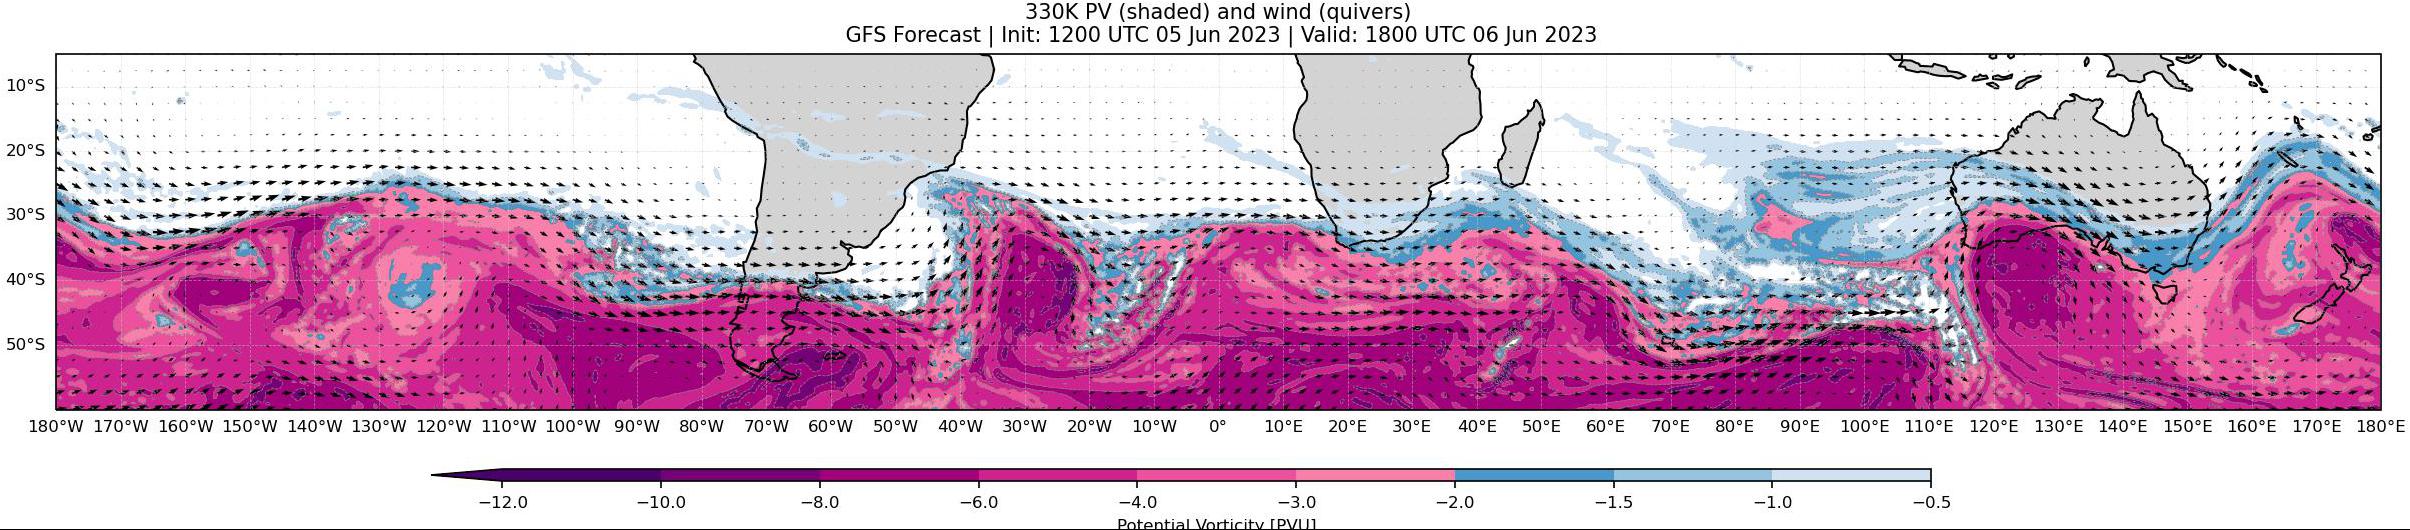 330K PV (shaded) and wind (quivers)
GFS Forecast | Init: 1200 UTC 05 Jun 2023 | Valid: 1800 UTC 06 Jun 2023
10°S
20°S
30°S
40°S
50°S
180°W 170°W 160°W 150°W 140°W 130°W 120°W 110°W 100°W 90°W 80°W 70°W 60°W 50°W 40°W 30°W 20°W 10°W 0° 10°E 20°E 30°E 40°E 50°E 60°E 70°E 80°E 90°E 100°E 110°E 120°E 130°E 140°E 150°E 160°E 170°E 180°E
−12.0 −10.0 −8.0 −6.0 −4.0 −3.0 −2.0 −1.5 −1.0 −0.5
Potential Vorticity [PVU]